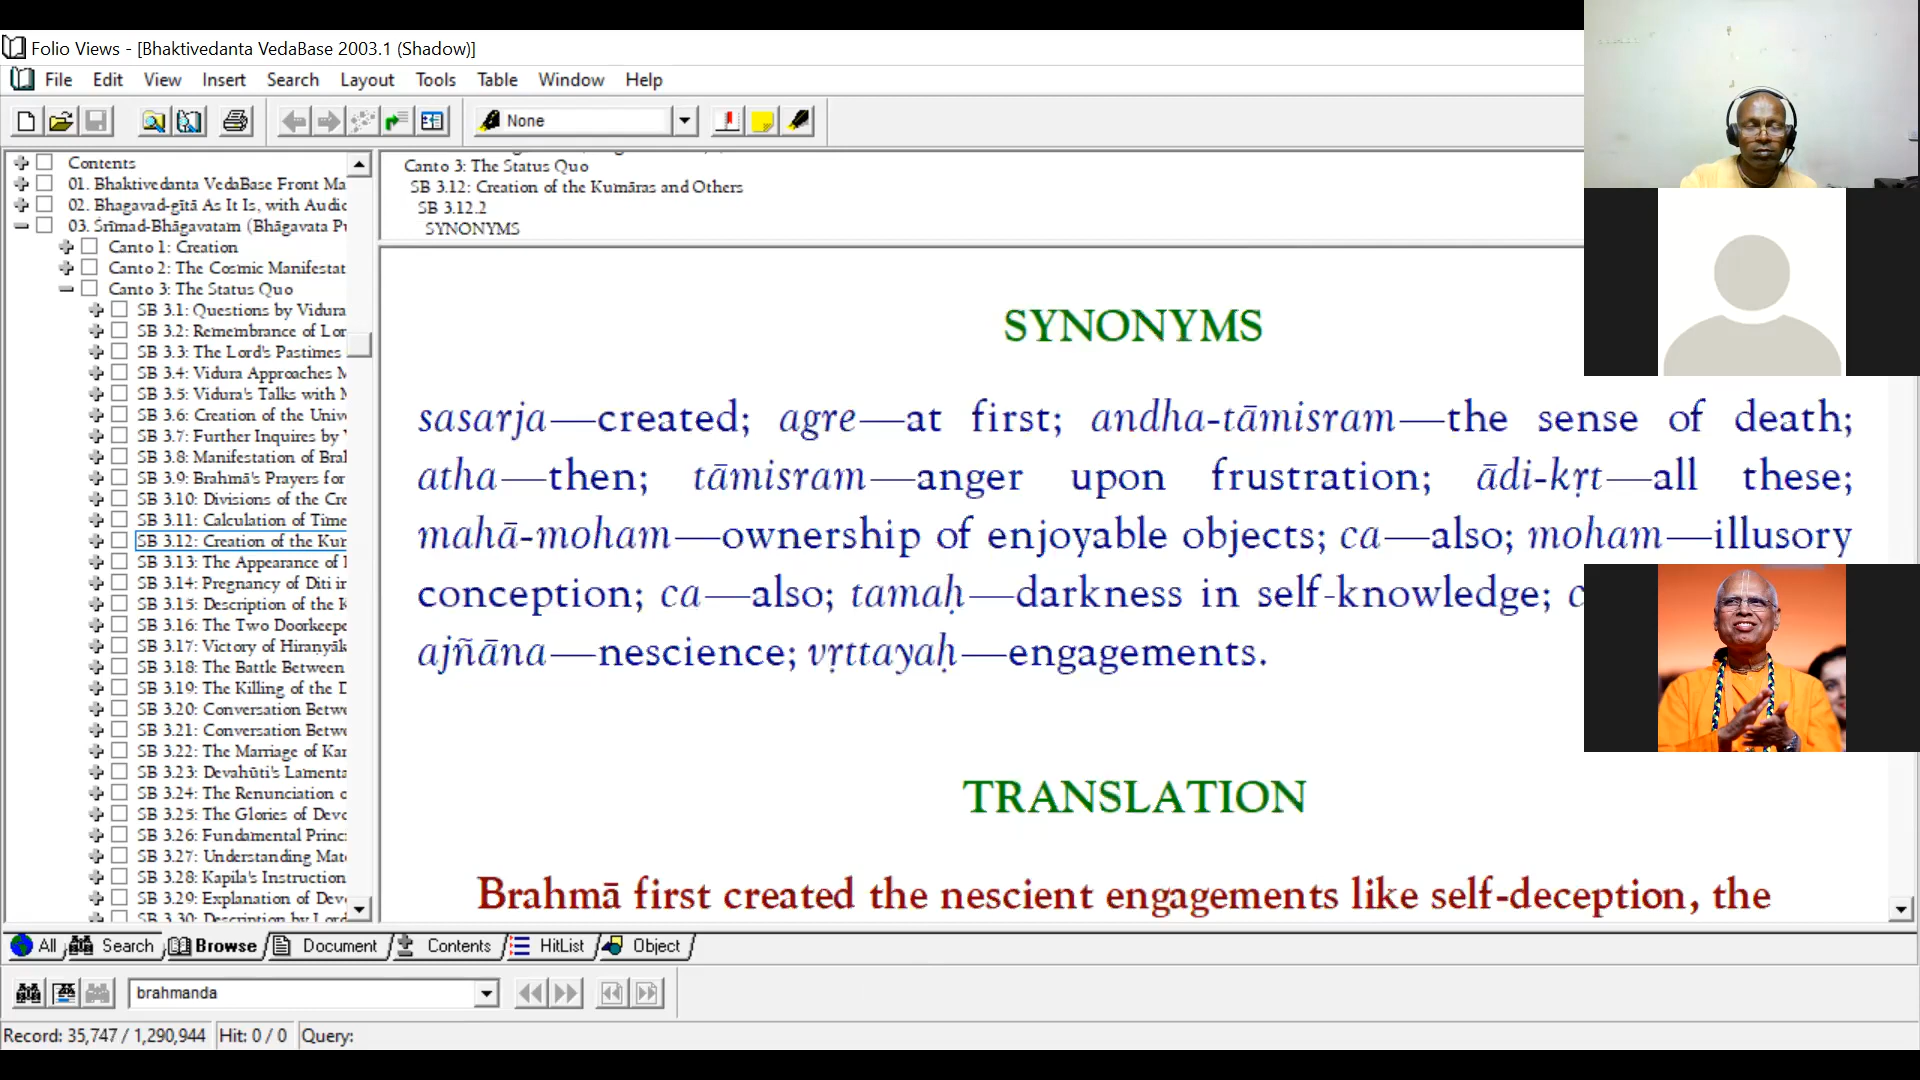 Folio Views - [Bhaktivedanta VedaBase 2003.1 (Shadow)]
File Edit View Insert Search Layout Tools Table Window Help
None
Contents
01. Bhaktivedanta VedaBase Front Ma
02. Bhagavad-gītā As It Is, with Audio
03. Śrīmad-Bhāgavatam (Bhāgavata Pu
Canto 1: Creation
Canto 2: The Cosmic Manifestat
Canto 3: The Status Quo
SB 3.1: Questions by Vidura
SB 3.2: Remembrance of Lor
SB 3.3: The Lord's Pastimes
SB 3.4: Vidura Approaches M
SB 3.5: Vidura's Talks with M
SB 3.6: Creation of the Unive
SB 3.7: Further Inquires by V
SB 3.8: Manifestation of Bral
SB 3.9: Brahmā's Prayers for
SB 3.10: Divisions of the Cre
SB 3.11: Calculation of Time
SB 3.12: Creation of the Kur
SB 3.13: The Appearance of L
SB 3.14: Pregnancy of Diti in
SB 3.15: Description of the K
SB 3.16: The Two Doorkeepe
SB 3.17: Victory of Hiraṇyāk
SB 3.18: The Battle Between
SB 3.19: The Killing of the D
SB 3.20: Conversation Betwe
SB 3.21: Conversation Betwe
SB 3.22: The Marriage of Kar
SB 3.23: Devahūti's Lamenta
SB 3.24: The Renunciation o
SB 3.25: The Glories of Devo
SB 3.26: Fundamental Princ
SB 3.27: Understanding Mat
SB 3.28: Kapila's Instruction
SB 3.29: Explanation of Dev
SB 3.30: Description by Lord
Canto 3: The Status Quo
SB 3.12: Creation of the Kumāras and Others
SB 3.12.2
SYNONYMS
SYNONYMS
sasarja—created; agre—at first; andha-tāmisram—the sense of death;
atha—then; tāmisram—anger upon frustration; ādi-kṛt—all these;
mahā-moham—ownership of enjoyable objects; ca—also; moham—illusory
conception; ca—also; tamaḥ—darkness in self-knowledge; c
ajñāna—nescience; vṛttayaḥ—engagements.
TRANSLATION
Brahmā first created the nescient engagements like self-deception, the
All Search Browse Document Contents HitList Object
brahmanda
Record: 35,747 / 1,290,944 Hit: 0 / 0 Query: